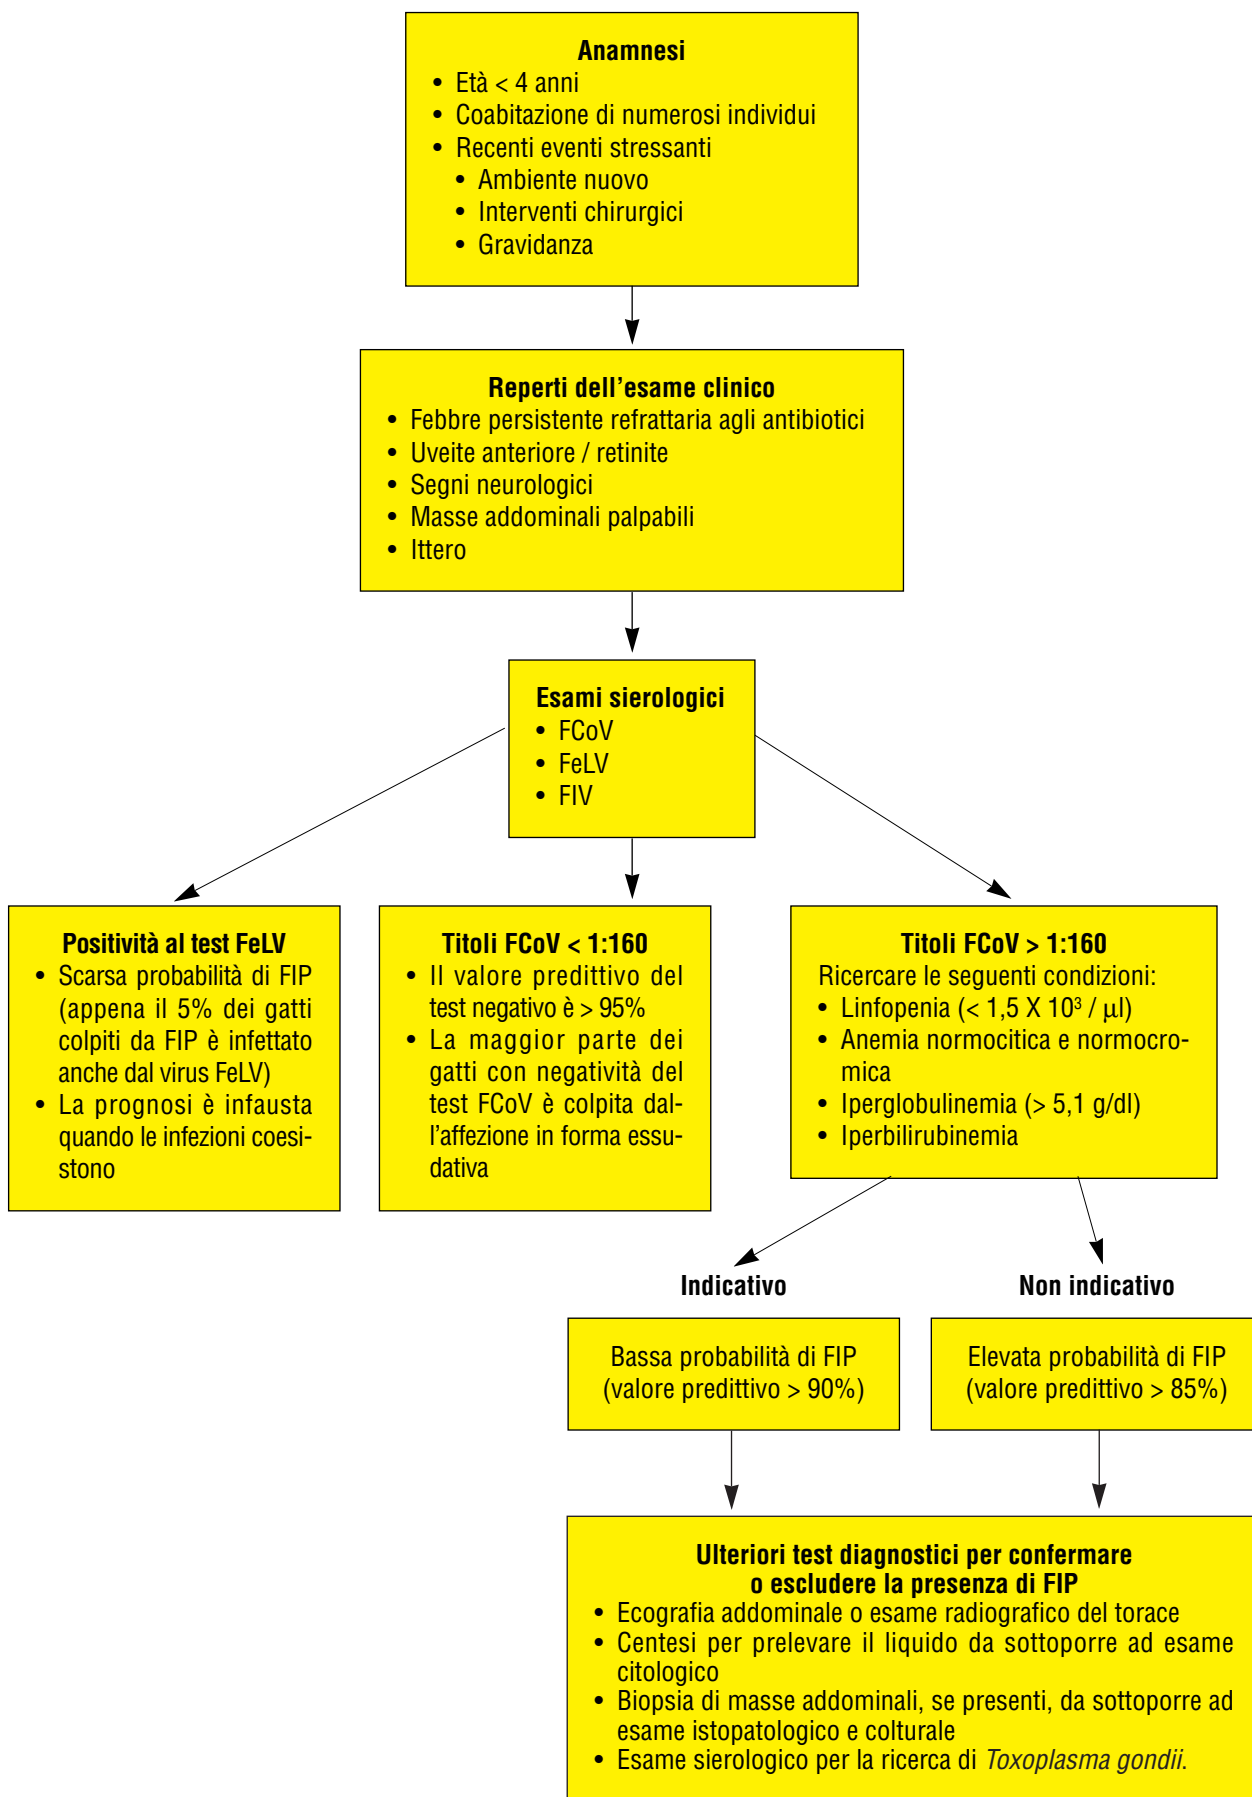 Anamnesi
• Età < 4 anni
• Coabitazione di numerosi individui
• Recenti eventi stressanti
• Ambiente nuovo
• Interventi chirurgici
• Gravidanza
Reperti dell’esame clinico
• Febbre persistente refrattaria agli antibiotici
• Uveite anteriore / retinite
• Segni neurologici
• Masse addominali palpabili
• Ittero
Esami sierologici
• FCoV
• FeLV
• FIV
Positività al test FeLV
• Scarsa probabilità di FIP
(appena il 5% dei gatti
colpiti da FIP è infettato
anche dal virus FeLV)
• La prognosi è infausta
quando le infezioni coesi-
stono
Titoli FCoV < 1:160
• Il valore predittivo del
test negativo è > 95%
• La maggior parte dei
gatti con negatività del
test FCoV è colpita dal-
l’affezione in forma essu-
dativa
Titoli FCoV > 1:160
Ricercare le seguenti condizioni:
• Linfopenia (< 1,5 X 10³ / μl)
• Anemia normocitica e normocro-
mica
• Iperglobulinemia (> 5,1 g/dl)
• Iperbilirubinemia
Indicativo
Non indicativo
Bassa probabilità di FIP
(valore predittivo > 90%)
Elevata probabilità di FIP
(valore predittivo > 85%)
Ulteriori test diagnostici per confermare
o escludere la presenza di FIP
• Ecografia addominale o esame radiografico del torace
• Centesi per prelevare il liquido da sottoporre ad esame
citologico
• Biopsia di masse addominali, se presenti, da sottoporre ad
esame istopatologico e colturale
• Esame sierologico per la ricerca di Toxoplasma gondii.